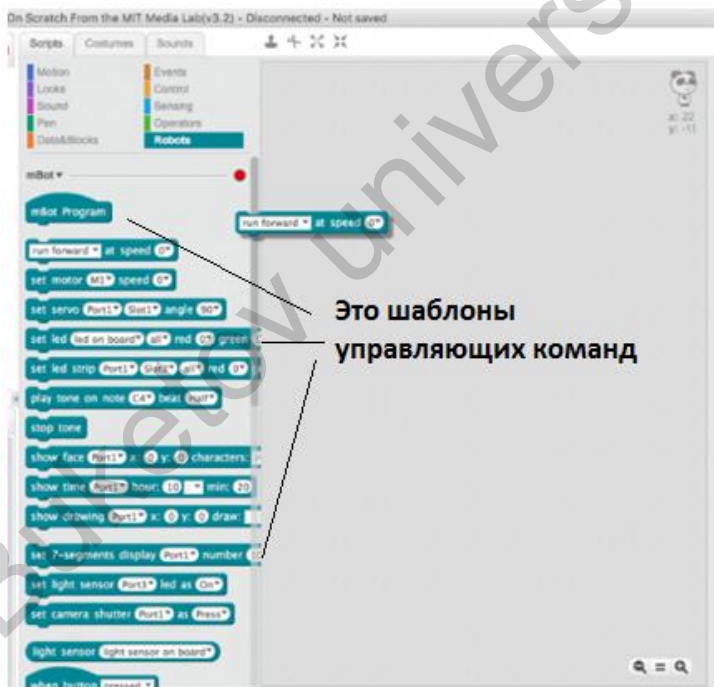 On Scratch From the MIT Media Lab(v3.2) - Disconnected - Not saved
Scripts Costumes Sounds
Motion Events
Looks Control
Sound Sensing
Pen Operators
Data&Blocks Robots
x: 22
y: -11
mBot
mBot Program
run forward at speed 0
run forward at speed 0
set motor M1 speed 0
set servo Port1 Slot1 angle 90
set led led on board all red 0 green
set led strip Port1 Slot2 all red 0
play tone on note C4 beat Half
stop tone
show face Port1 x: 0 y: 0 characters:
show time Port1 hour: 10 : min: 20
show drawing Port1 x: 0 y: 0 draw:
set 7-segments display Port1 number
set light sensor Port3 led as On
set camera shutter Port1 as Press
light sensor light sensor on board
when button pressed
Это шаблоны
управляющих команд
Buketov univers